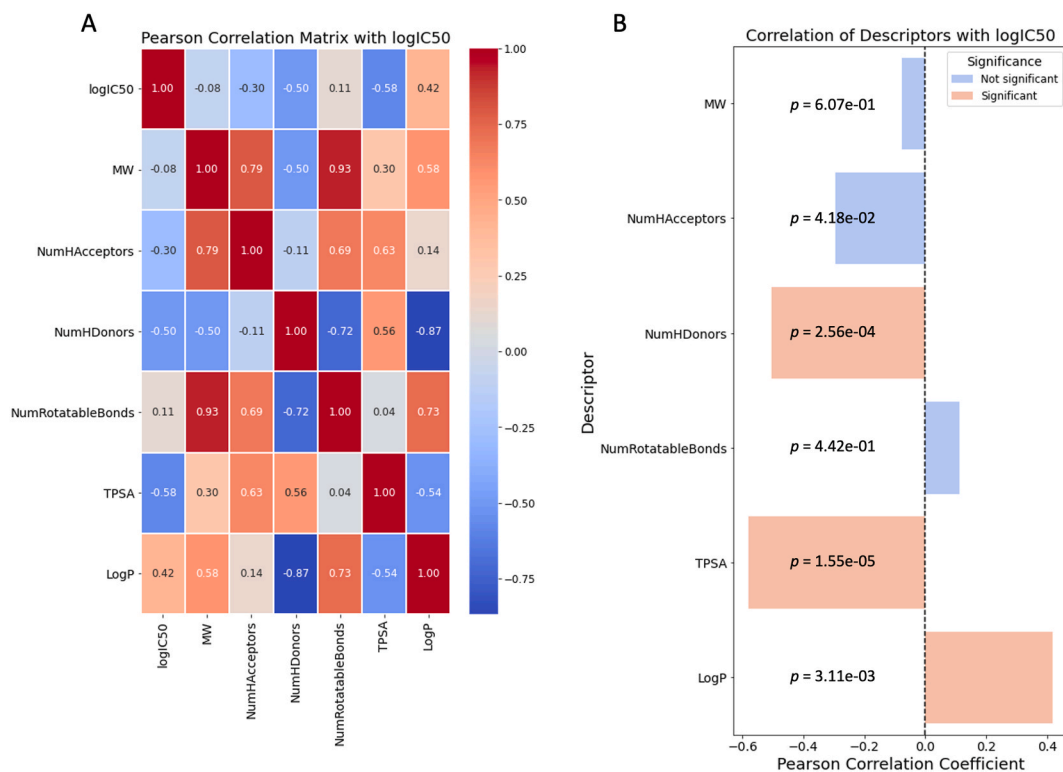 A
Pearson Correlation Matrix with logIC50
logIC50 1.00 -0.08 -0.30 -0.50 0.11 -0.58 0.42
MW -0.08 1.00 0.79 -0.50 0.93 0.30 0.58
NumHAcceptors -0.30 0.79 1.00 -0.11 0.69 0.63 0.14
NumHDonors -0.50 -0.50 -0.11 1.00 -0.72 0.56 -0.87
NumRotatableBonds 0.11 0.93 0.69 -0.72 1.00 0.04 0.73
TPSA -0.58 0.30 0.63 0.56 0.04 1.00 -0.54
LogP 0.42 0.58 0.14 -0.87 0.73 -0.54 1.00
logIC50
MW
NumHAcceptors
NumHDonors
NumRotatableBonds
TPSA
LogP
1.00
0.75
0.50
0.25
0.00
−0.25
−0.50
−0.75
B
Correlation of Descriptors with logIC50
Significance
Not significant
Significant
Descriptor
MW p = 6.07e-01
NumHAcceptors p = 4.18e-02
NumHDonors p = 2.56e-04
NumRotatableBonds p = 4.42e-01
TPSA p = 1.55e-05
LogP p = 3.11e-03
−0.6 −0.4 −0.2 0.0 0.2 0.4
Pearson Correlation Coefficient